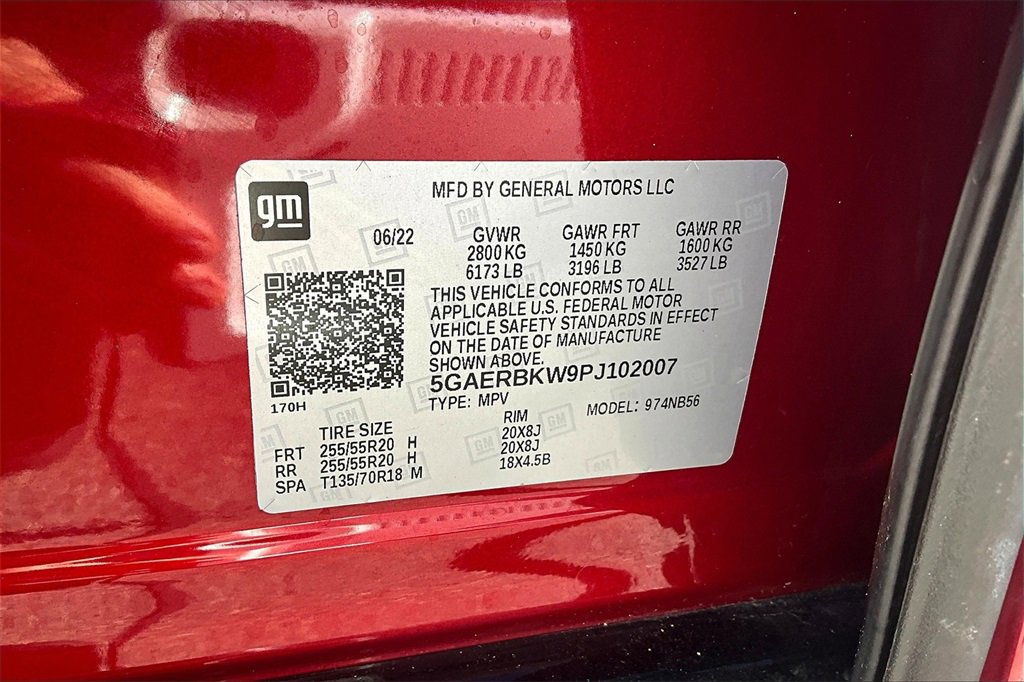 gm
MFD BY GENERAL MOTORS LLC
06/22
GVWR GAWR FRT GAWR RR
2800 KG 1450 KG 1600 KG
6173 LB 3196 LB 3527 LB
THIS VEHICLE CONFORMS TO ALL
APPLICABLE U.S. FEDERAL MOTOR
VEHICLE SAFETY STANDARDS IN EFFECT
ON THE DATE OF MANUFACTURE
SHOWN ABOVE.
5GAERBKW9PJ102007
TYPE: MPV MODEL: 974NB56
170H
TIRE SIZE RIM
FRT 255/55R20 H 20X8J
RR 255/55R20 H 20X8J
SPA T135/70R18 M 18X4.5B